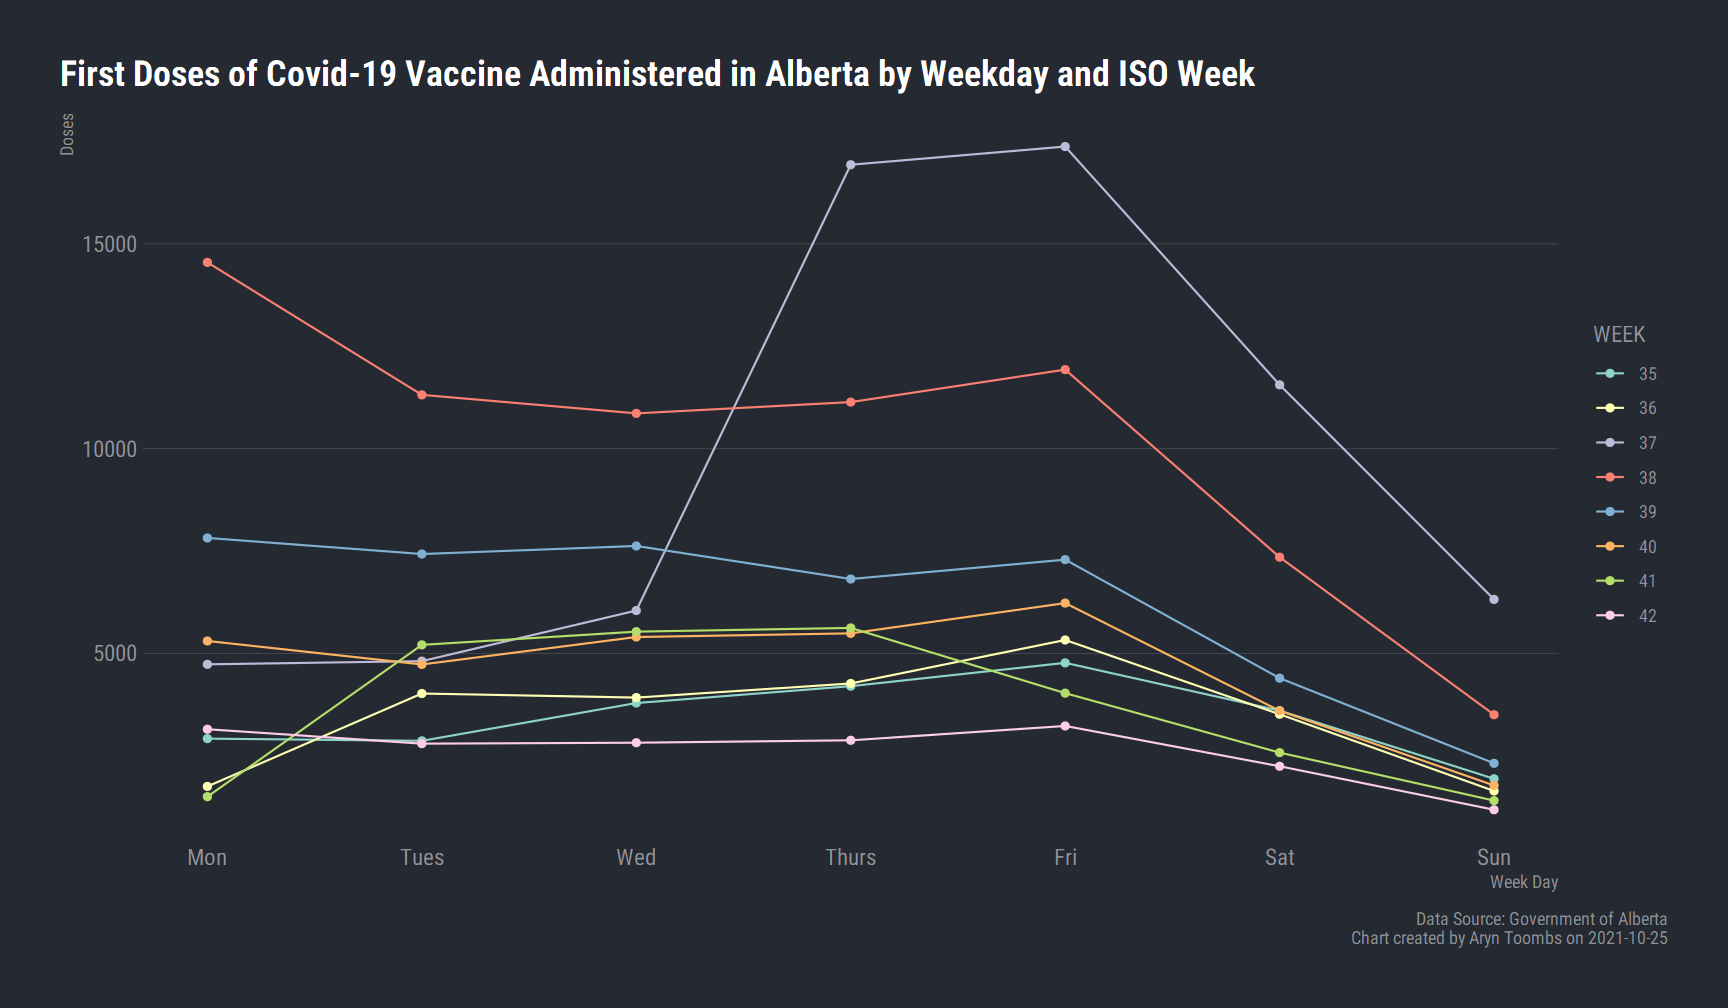 First Doses of Covid-19 Vaccine Administered in Alberta by Weekday and ISO Week
Doses
15000
10000
5000
Mon Tues Wed Thurs Fri Sat Sun
Week Day
WEEK
35
36
37
38
39
40
41
42
Data Source: Government of Alberta
Chart created by Aryn Toombs on 2021-10-25